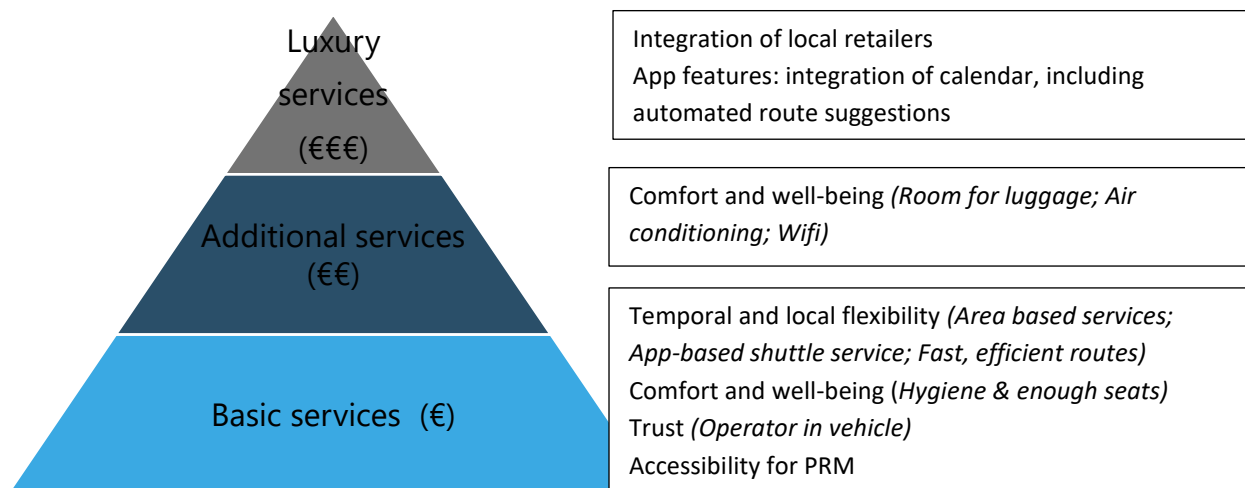 Luxury
services
(€€€)
Integration of local retailers
App features: integration of calendar, including
automated route suggestions
Additional services
(€€)
Comfort and well-being (Room for luggage; Air
conditioning; Wifi)
Basic services (€)
Temporal and local flexibility (Area based services;
App-based shuttle service; Fast, efficient routes)
Comfort and well-being (Hygiene & enough seats)
Trust (Operator in vehicle)
Accessibility for PRM